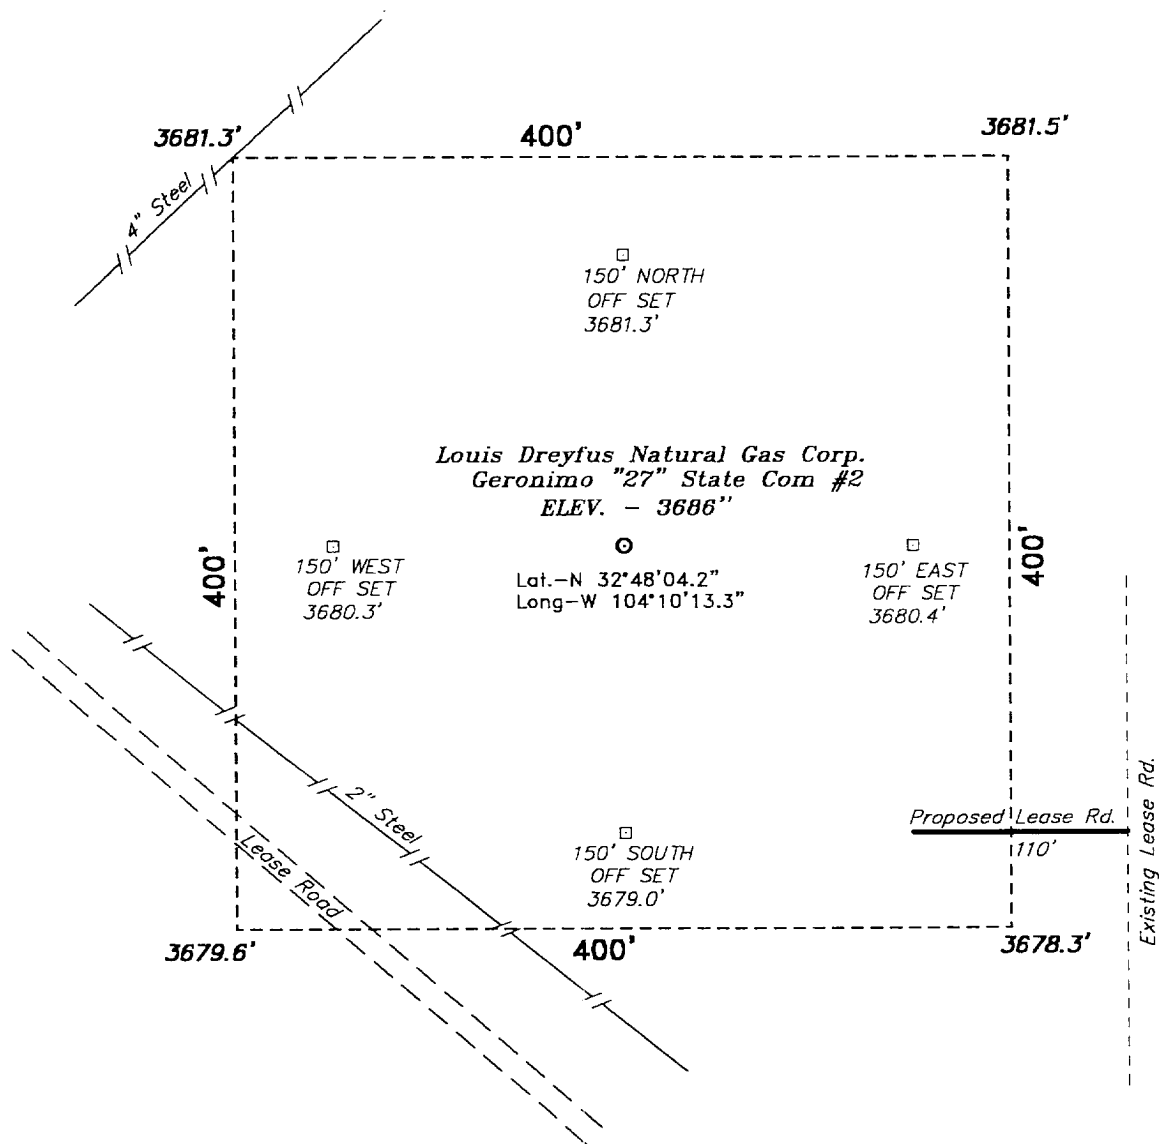 3681.3'
400'
3681.5'
4" Steel
150' NORTH
OFF SET
3681.3'
Louis Dreyfus Natural Gas Corp.
Geronimo "27" State Com #2
ELEV. - 3686"
400'
150' WEST
OFF SET
3680.3'
Lat.-N 32°48'04.2"
Long-W 104°10'13.3"
150' EAST
OFF SET
3680.4'
400'
2" Steel
Lease Road
150' SOUTH
OFF SET
3679.0'
Proposed Lease Rd.
110'
Existing Lease Rd.
3679.6'
400'
3678.3'